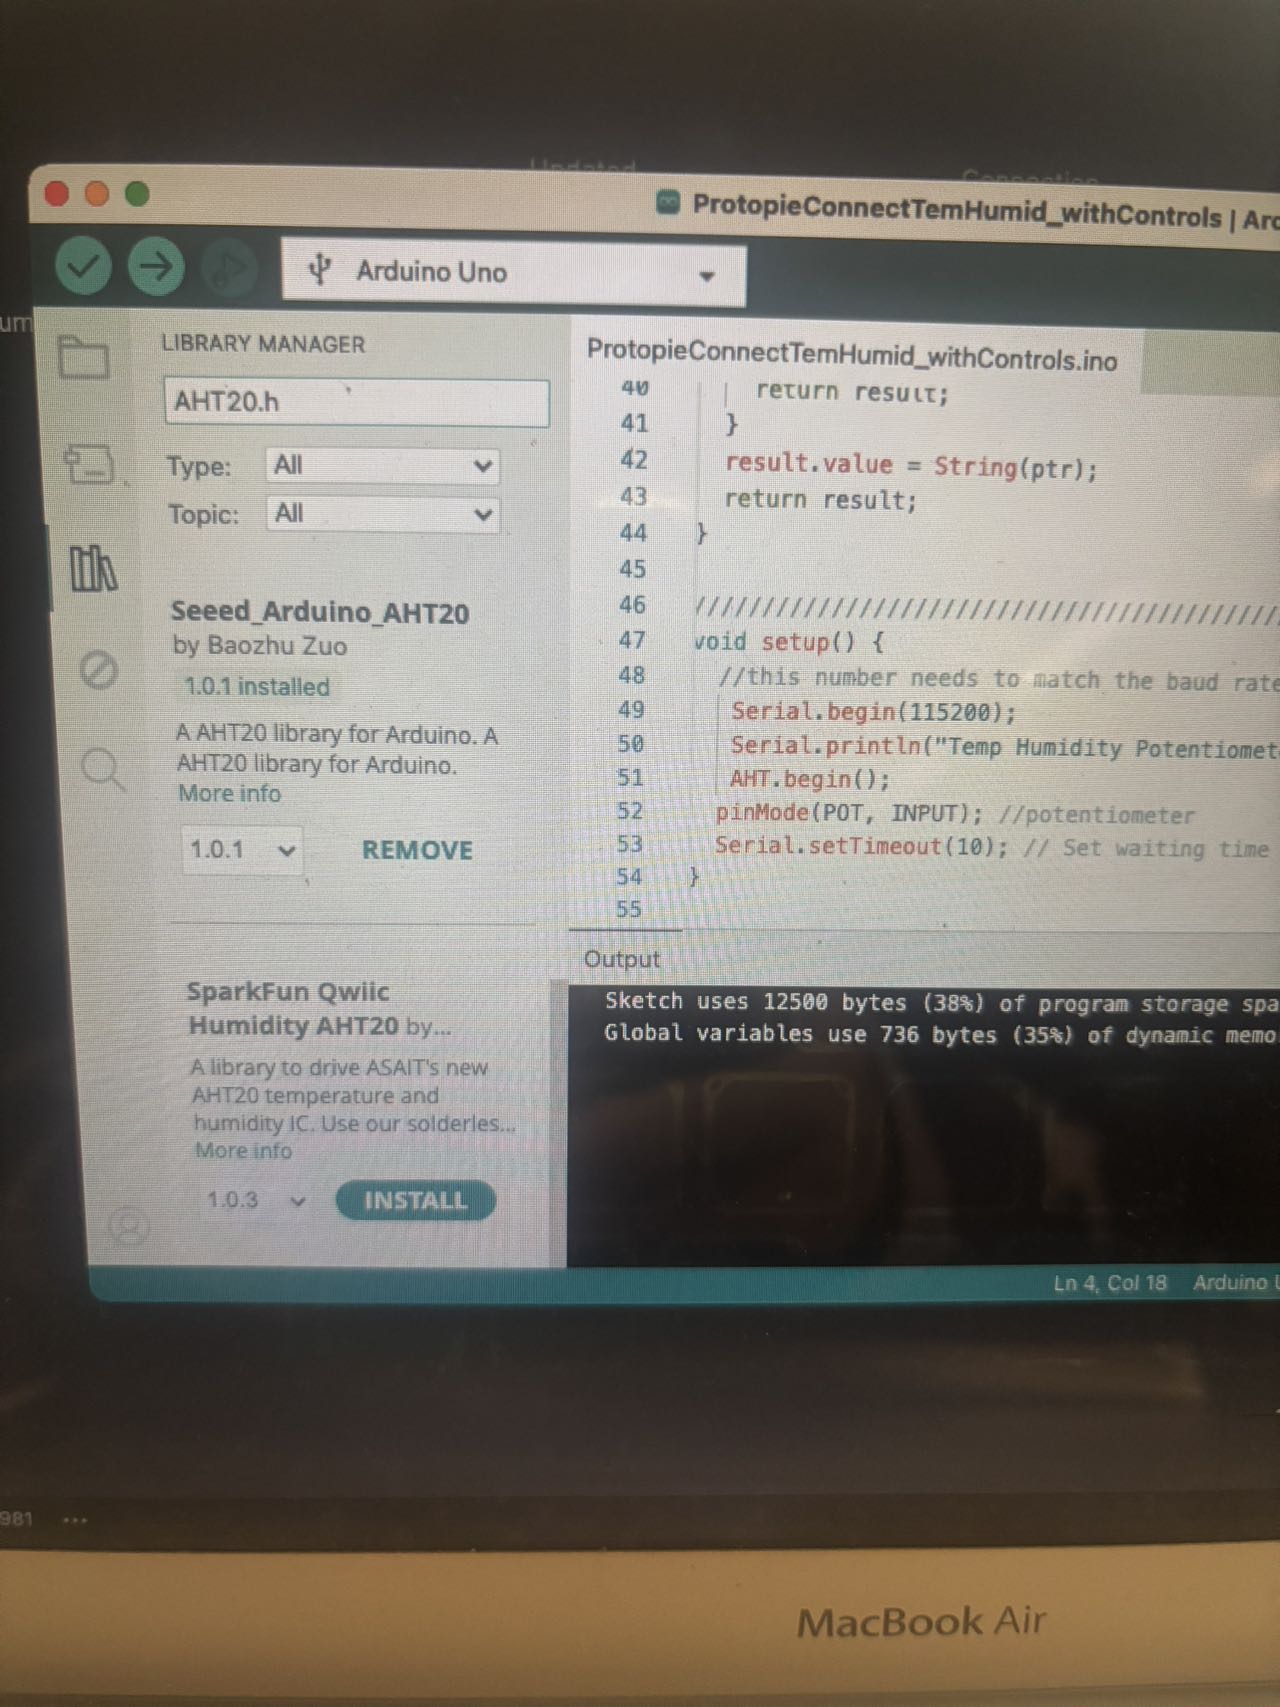 Updated
Connection
ProtopieConnectTemHumid_withControls | Ard
Arduino Uno
um
LIBRARY MANAGER
AHT20.h
Type: All
Topic: All
Seeed_Arduino_AHT20
by Baozhu Zuo
1.0.1 installed
A AHT20 library for Arduino. A
AHT20 library for Arduino.
More info
1.0.1
REMOVE
SparkFun Qwiic
Humidity AHT20 by...
A library to drive ASAIT's new
AHT20 temperature and
humidity IC. Use our solderles...
More info
1.0.3
INSTALL
ProtopieConnectTemHumid_withControls.ino
40 return result;
41 }
42 result.value = String(ptr);
43 return result;
44 }
45
46 ////////////////////////////////////////////
47 void setup() {
48 //this number needs to match the baud rate
49 Serial.begin(115200);
50 Serial.println("Temp Humidity Potentiomet
51 AHT.begin();
52 pinMode(POT, INPUT); //potentiometer
53 Serial.setTimeout(10); // Set waiting time
54 }
55
Output
Sketch uses 12500 bytes (38%) of program storage spa
Global variables use 736 bytes (35%) of dynamic memo
Ln 4, Col 18 Arduino U
981 ...
MacBook Air